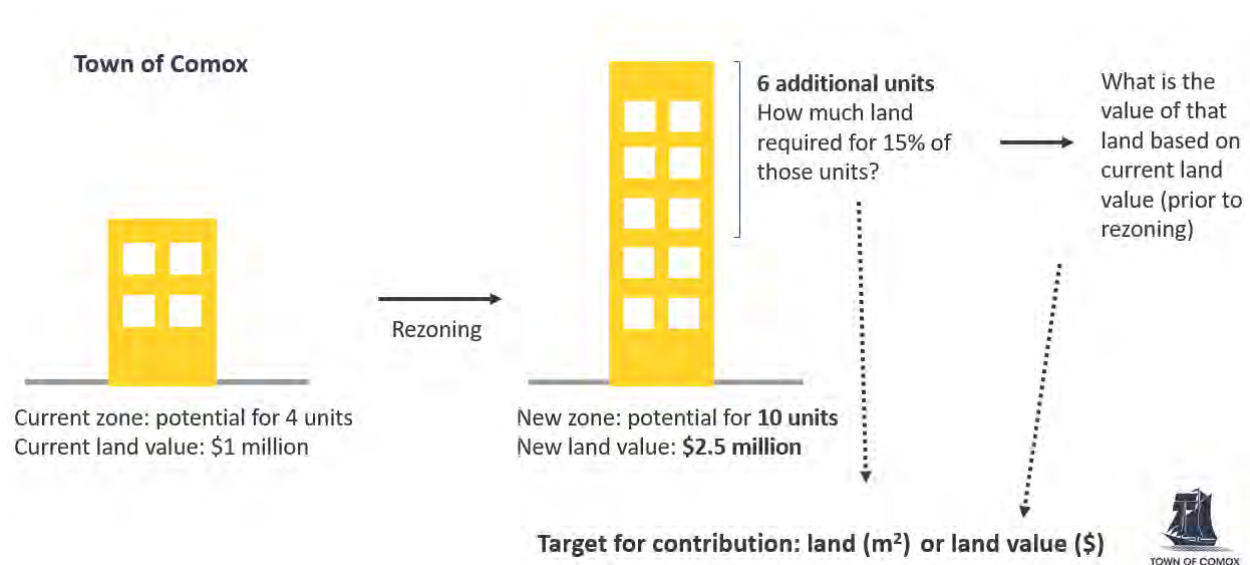 Town of Comox
6 additional units
How much land
required for 15% of
those units?
What is the
value of that
land based on
current land
value (prior to
rezoning)
Rezoning
Current zone: potential for 4 units
Current land value: $1 million
New zone: potential for 10 units
New land value: $2.5 million
Target for contribution: land (m²) or land value ($)
TOWN OF COMOX